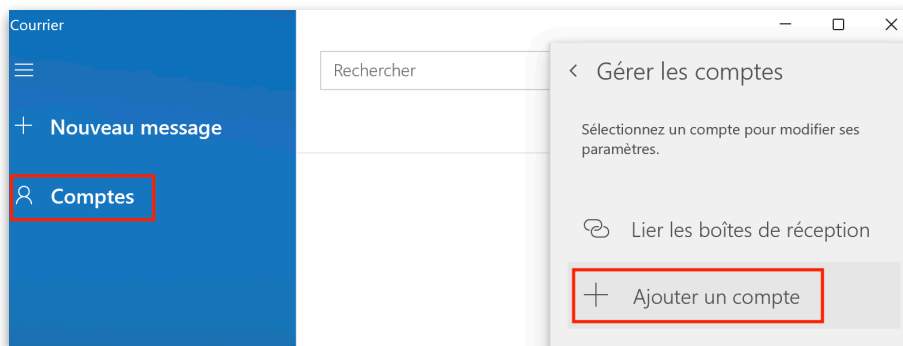 Courrier
Nouveau message
Comptes
Rechercher
Gérer les comptes
Sélectionnez un compte pour modifier ses
paramètres.
Lier les boîtes de réception
Ajouter un compte